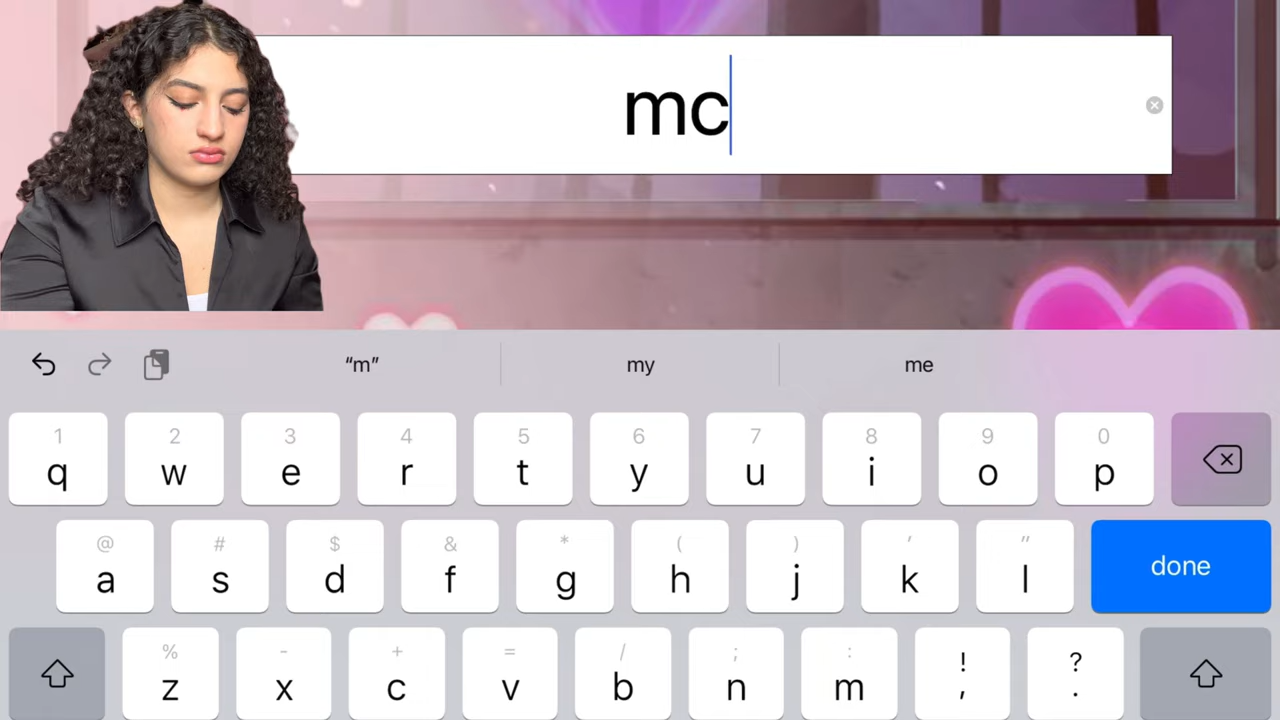 mc
“m” my me
1 2 3 4 5 6 7 8 9 0
q w e r t y u i o p
@ # $ & * ( ) ' "
a s d f g h j k l done
% - + = / ; : ! ?
z x c v b n m , .